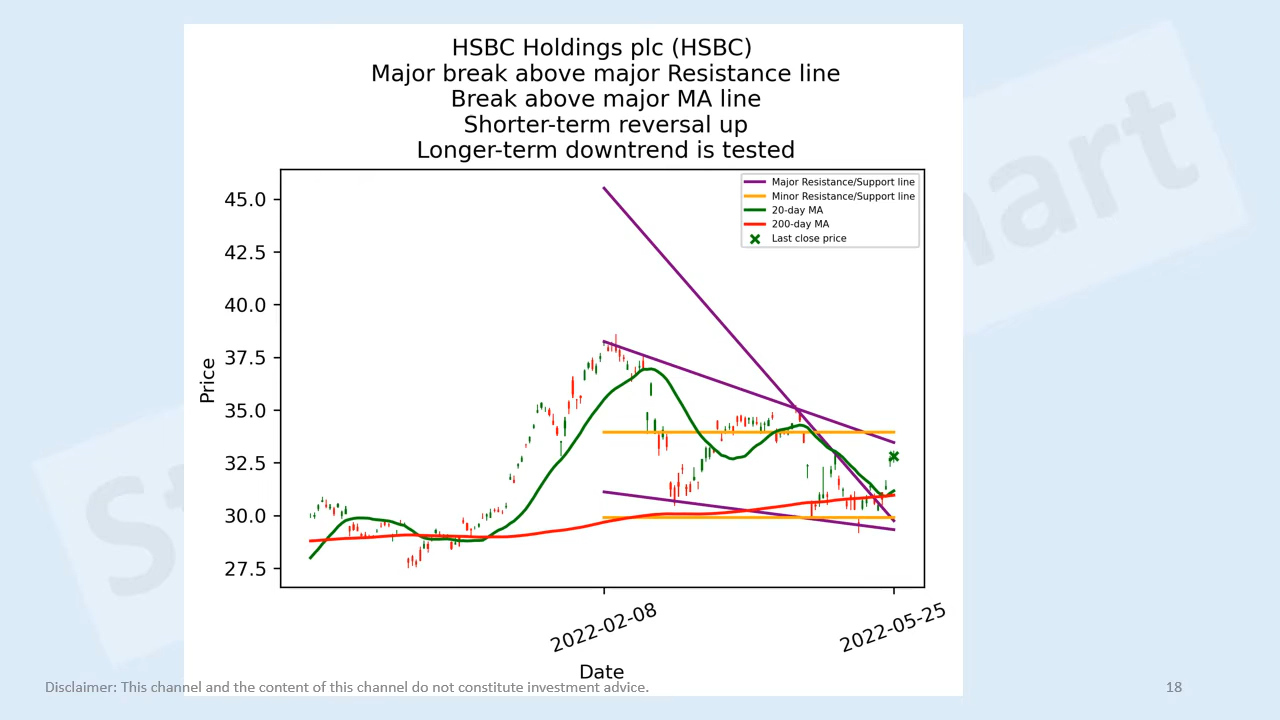 HSBC Holdings plc (HSBC)
Major break above major Resistance line
Break above major MA line
Shorter-term reversal up
Longer-term downtrend is tested
Major Resistance/Support line
Minor Resistance/Support line
20-day MA
200-day MA
Last close price
45.0
42.5
40.0
37.5
35.0
32.5
30.0
27.5
Price
2022-02-08
2022-05-25
Date
Disclaimer: This channel and the content of this channel do not constitute investment advice.
18